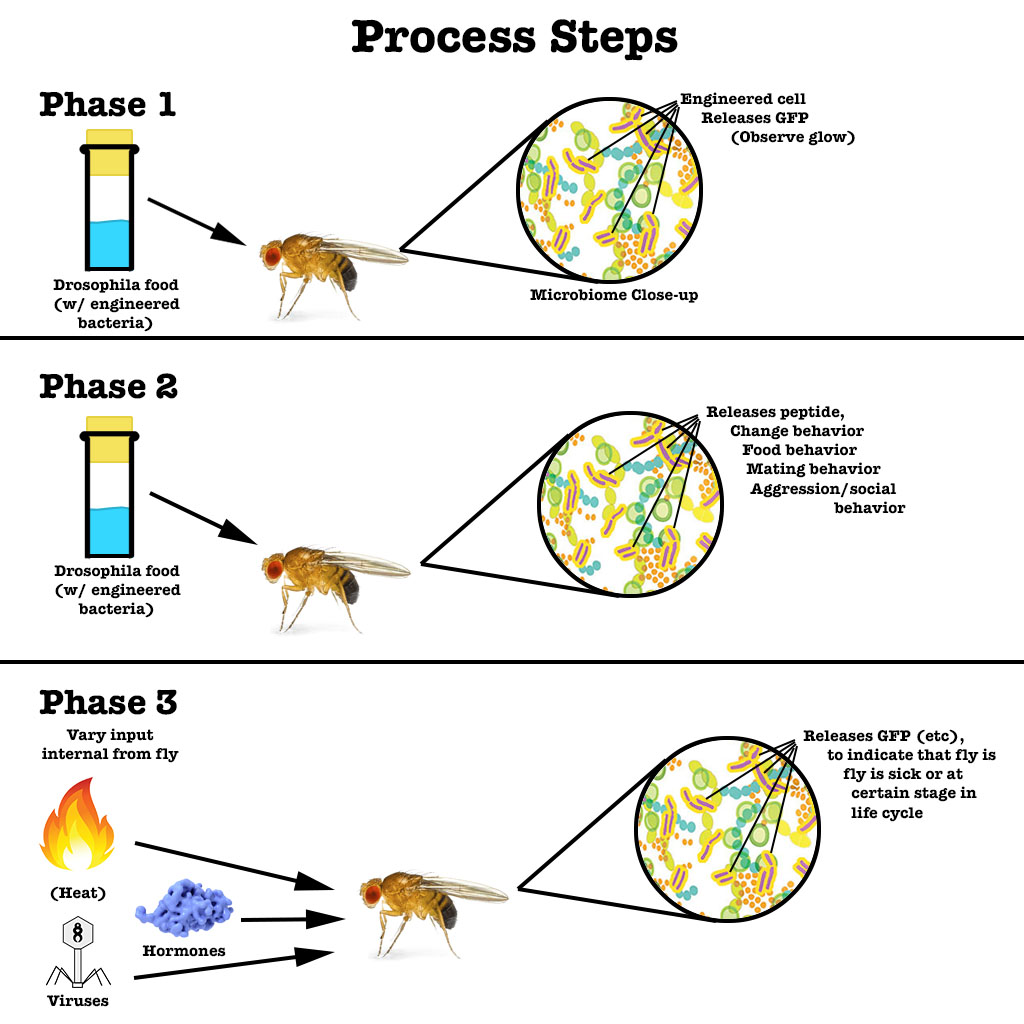 Process Steps
Phase 1
Engineered cell
Releases GFP
(Observe glow)
Drosophila food
(w/ engineered
bacteria)
Microbiome Close-up
Phase 2
Releases peptide,
Change behavior
Food behavior
Mating behavior
Aggression/social
behavior
Drosophila food
(w/ engineered
bacteria)
Phase 3
Vary input
internal from fly
Releases GFP (etc),
to indicate that fly is
fly is sick or at
certain stage in
life cycle
(Heat)
Hormones
Viruses